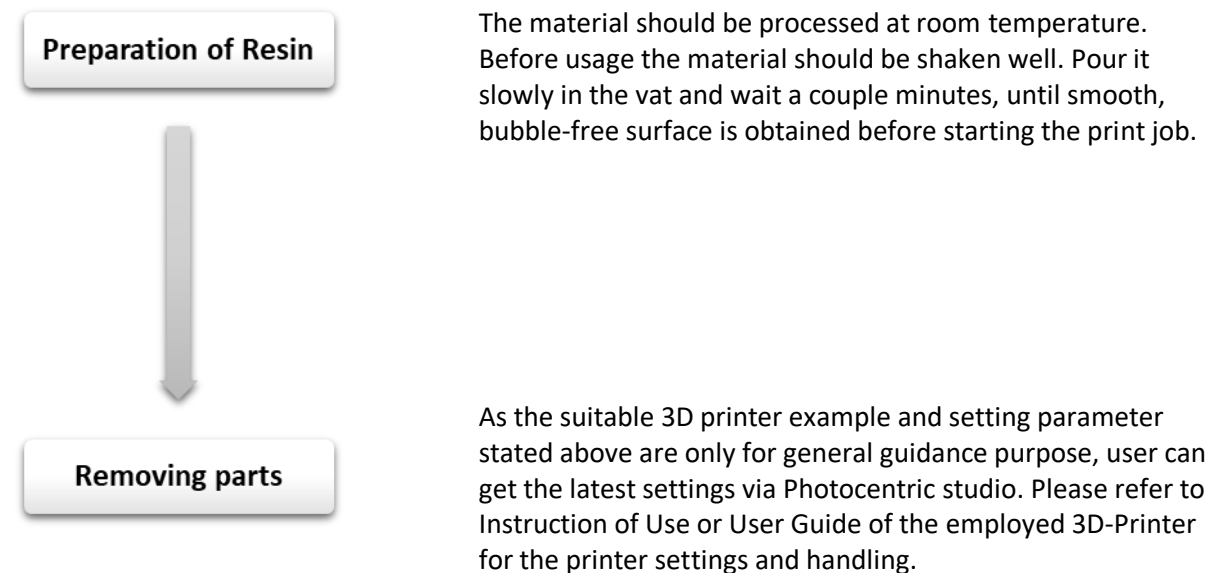 Preparation of Resin
The material should be processed at room temperature.
Before usage the material should be shaken well. Pour it
slowly in the vat and wait a couple minutes, until smooth,
bubble-free surface is obtained before starting the print job.
Removing parts
As the suitable 3D printer example and setting parameter
stated above are only for general guidance purpose, user can
get the latest settings via Photocentric studio. Please refer to
Instruction of Use or User Guide of the employed 3D-Printer
for the printer settings and handling.